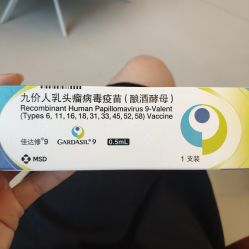 九价人乳头瘤病毒疫苗（酿酒酵母）
Recombinant Human Papillomavirus 9-Valent
(Types 6, 11, 16, 18, 31, 33, 45, 52, 58) Vaccine
佳达修®9
GARDASIL®9
0.5mL
MSD
1 支装